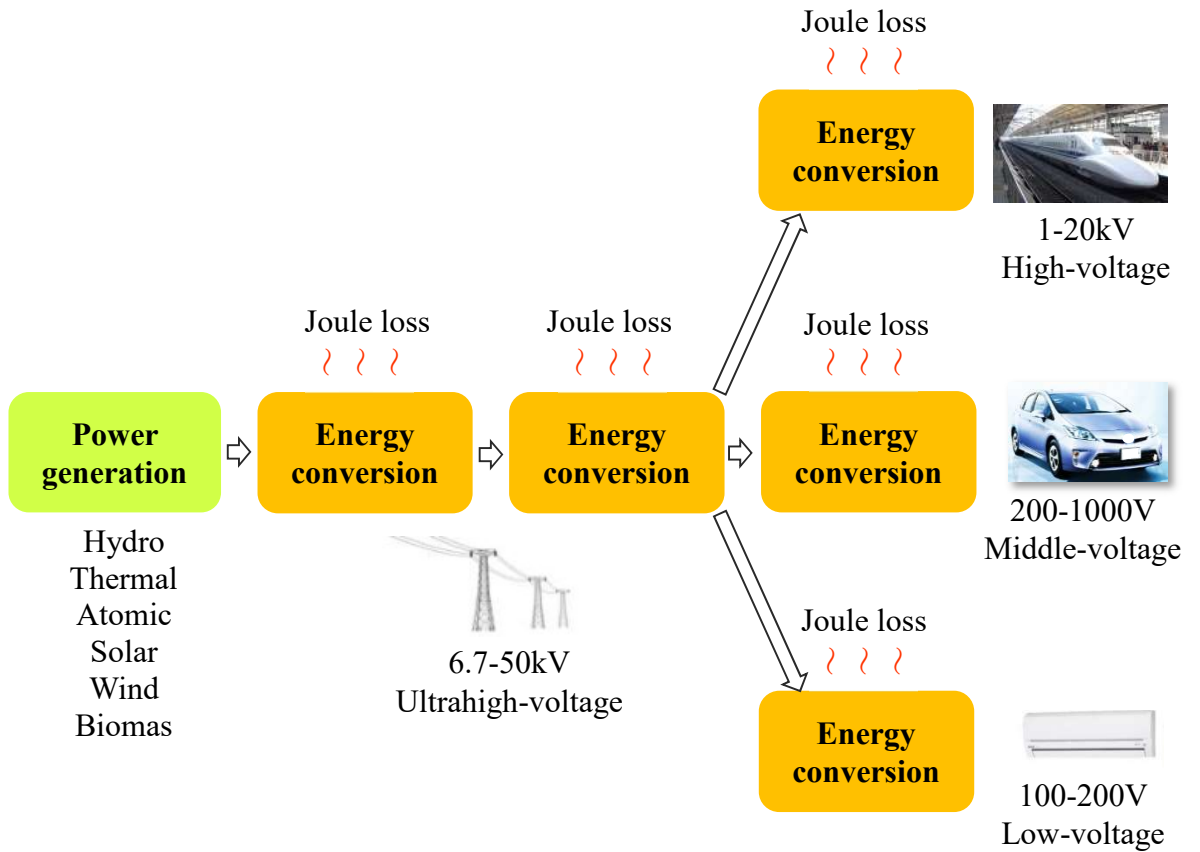 Joule loss
Energy
conversion
1-20kV
High-voltage
Joule loss
Joule loss
Joule loss
Power
generation
Energy
conversion
Energy
conversion
Energy
conversion
200-1000V
Middle-voltage
Hydro
Thermal
Atomic
Solar
Wind
Biomas
6.7-50kV
Ultrahigh-voltage
Joule loss
Energy
conversion
100-200V
Low-voltage